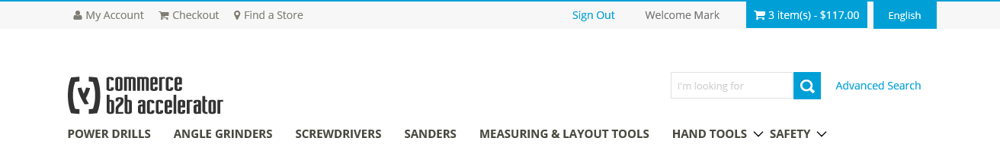 My Account Checkout Find a Store Sign Out Welcome Mark 3 item(s) - $117.00 English
commerce
b2b accelerator
I'm looking for Advanced Search
POWER DRILLS ANGLE GRINDERS SCREWDRIVERS SANDERS MEASURING & LAYOUT TOOLS HAND TOOLS SAFETY